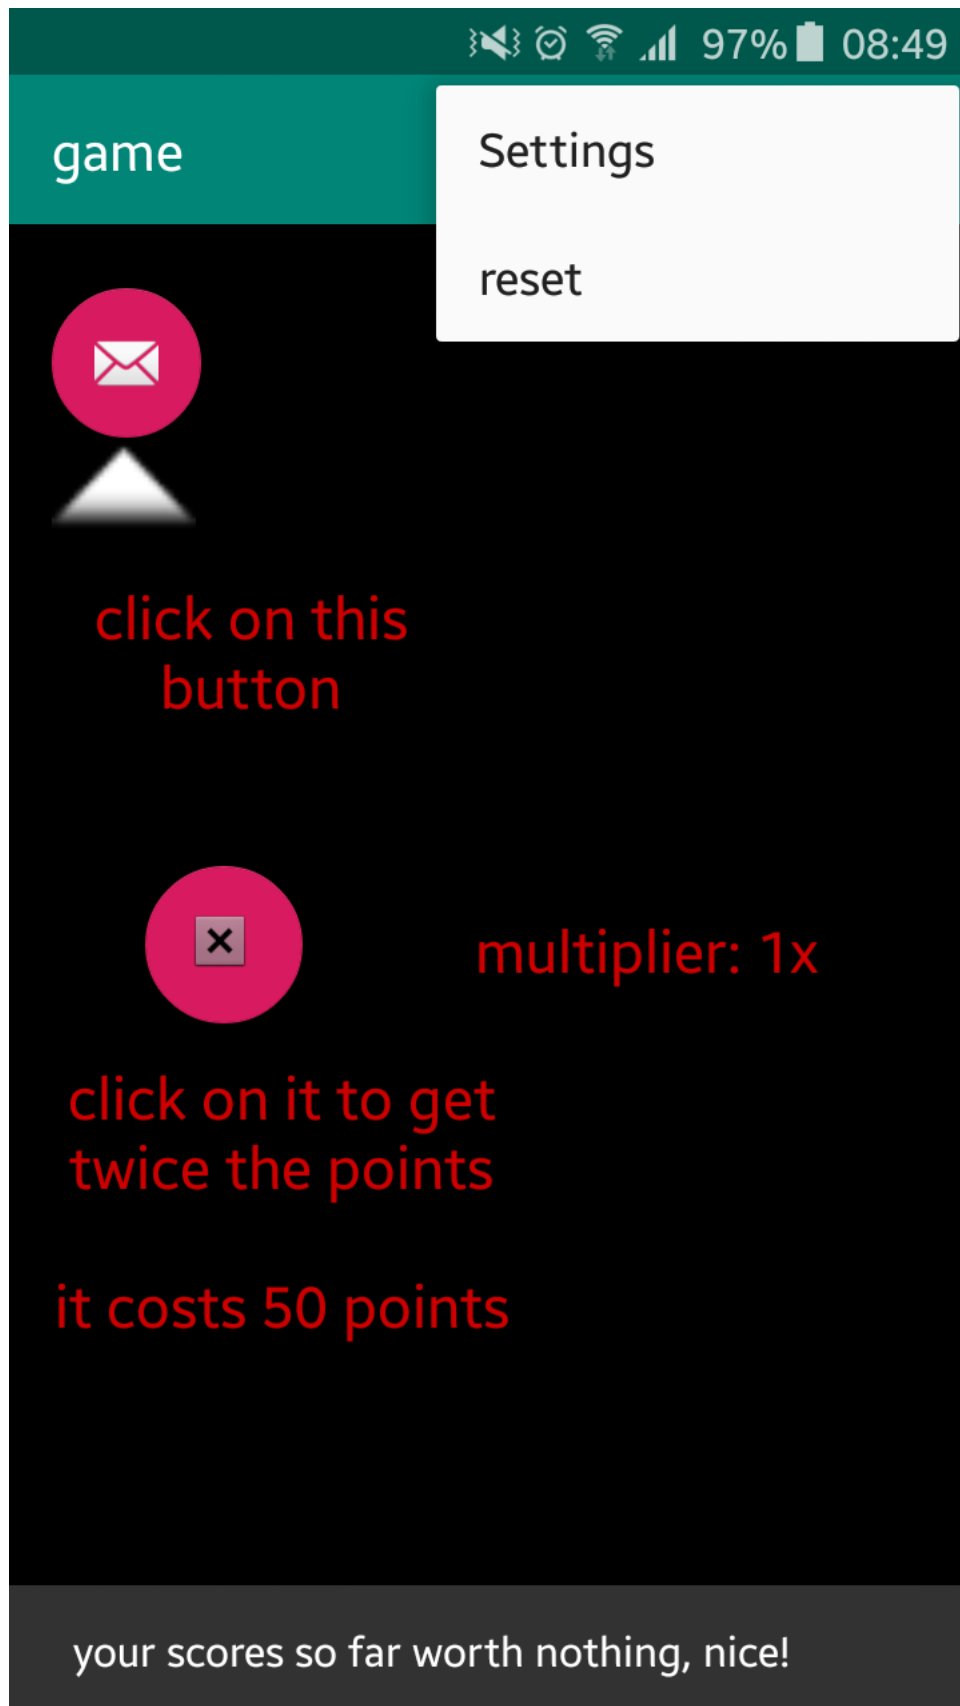 97% 08:49
game
Settings
reset
click on this
button
multiplier: 1x
click on it to get
twice the points
it costs 50 points
your scores so far worth nothing, nice!